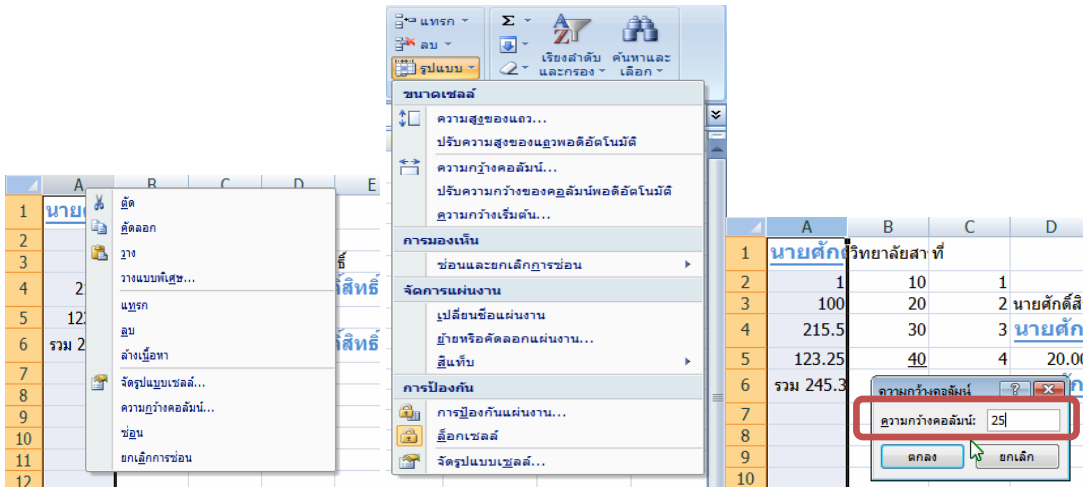 A B C D E
1 นายศ
2
3 ธิ์
4 2 ดิ์สิทธิ์
5 12
6 รวม 2 ดิ์สิทธิ์
7
8
9
10
11
12
ตัด
คัดลอก
วาง
วางแบบพิเศษ...
แทรก
ลบ
ล้างเนื้อหา
จัดรูปแบบเซลล์...
ความกว้างคอลัมน์...
ซ่อน
ยกเลิกการซ่อน
แทรก
ลบ
รูปแบบ
Σ
เรียงลำดับ
และกรอง
ค้นหาและ
เลือก
ขนาดเซลล์
ความสูงของแถว...
ปรับความสูงของแถวพอดีอัตโนมัติ
ความกว้างคอลัมน์...
ปรับความกว้างของคอลัมน์พอดีอัตโนมัติ
ความกว้างเริ่มต้น...
การมองเห็น
ซ่อนและยกเลิกการซ่อน
จัดการแผ่นงาน
เปลี่ยนชื่อแผ่นงาน
ย้ายหรือคัดลอกแผ่นงาน...
สีแท็บ
การป้องกัน
การป้องกันแผ่นงาน...
ล็อกเซลล์
จัดรูปแบบเซลล์...
A B C D
1 นายศักดิ วิทยาลัยสา ที่
2 1 10 1
3 100 20 2 นายศักดิ์สิ
4 215.5 30 3 นายศัก
5 123.25 40 4 20.00
6 รวม 245.3
7
8
9
10
ความกว้างคอลัมน์
ความกว้างคอลัมน์: 25
ตกลง ยกเลิก